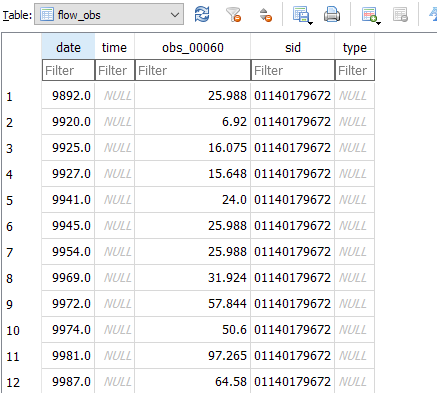 Table: flow_obs
date time obs_00060 sid type
Filter Filter Filter Filter Filter
1 9892.0 NULL 25.988 01140179672 NULL
2 9920.0 NULL 6.92 01140179672 NULL
3 9925.0 NULL 16.075 01140179672 NULL
4 9927.0 NULL 15.648 01140179672 NULL
5 9941.0 NULL 24.0 01140179672 NULL
6 9945.0 NULL 25.988 01140179672 NULL
7 9954.0 NULL 25.988 01140179672 NULL
8 9969.0 NULL 31.924 01140179672 NULL
9 9972.0 NULL 57.844 01140179672 NULL
10 9974.0 NULL 50.6 01140179672 NULL
11 9981.0 NULL 97.265 01140179672 NULL
12 9987.0 NULL 64.58 01140179672 NULL